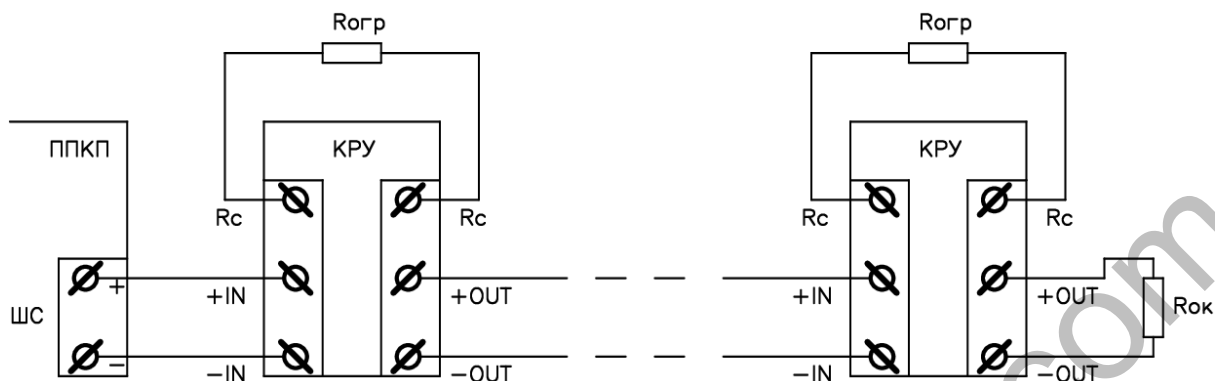 Rогр
Rогр
ППКП
КРУ
КРУ
Rс
Rс
Rс
Rс
+
+IN
+OUT
+IN
+OUT
ШС
Rок
−
−IN
−OUT
−IN
−OUT
com